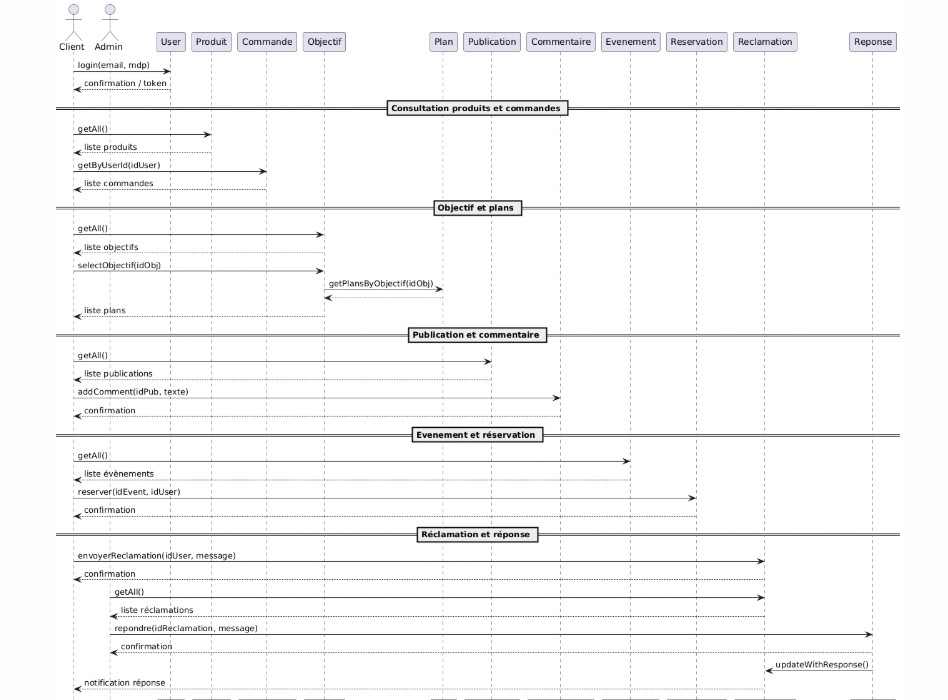 Client
Admin
User
Produit
Commande
Objectif
Plan
Publication
Commentaire
Evenement
Reservation
Reclamation
Reponse
login(email, mdp)
confirmation / token
Consultation produits et commandes
getAll()
liste produits
getByUserId(idUser)
liste commandes
Objectif et plans
getAll()
liste objectifs
selectObjectif(idObj)
getPlansByObjectif(idObj)
liste plans
Publication et commentaire
getAll()
liste publications
addComment(idPub, texte)
confirmation
Evenement et réservation
getAll()
liste évènements
reserver(idEvent, idUser)
confirmation
Réclamation et réponse
envoyerReclamation(idUser, message)
confirmation
getAll()
liste réclamations
repondre(idReclamation, message)
confirmation
updateWithResponse()
notification réponse